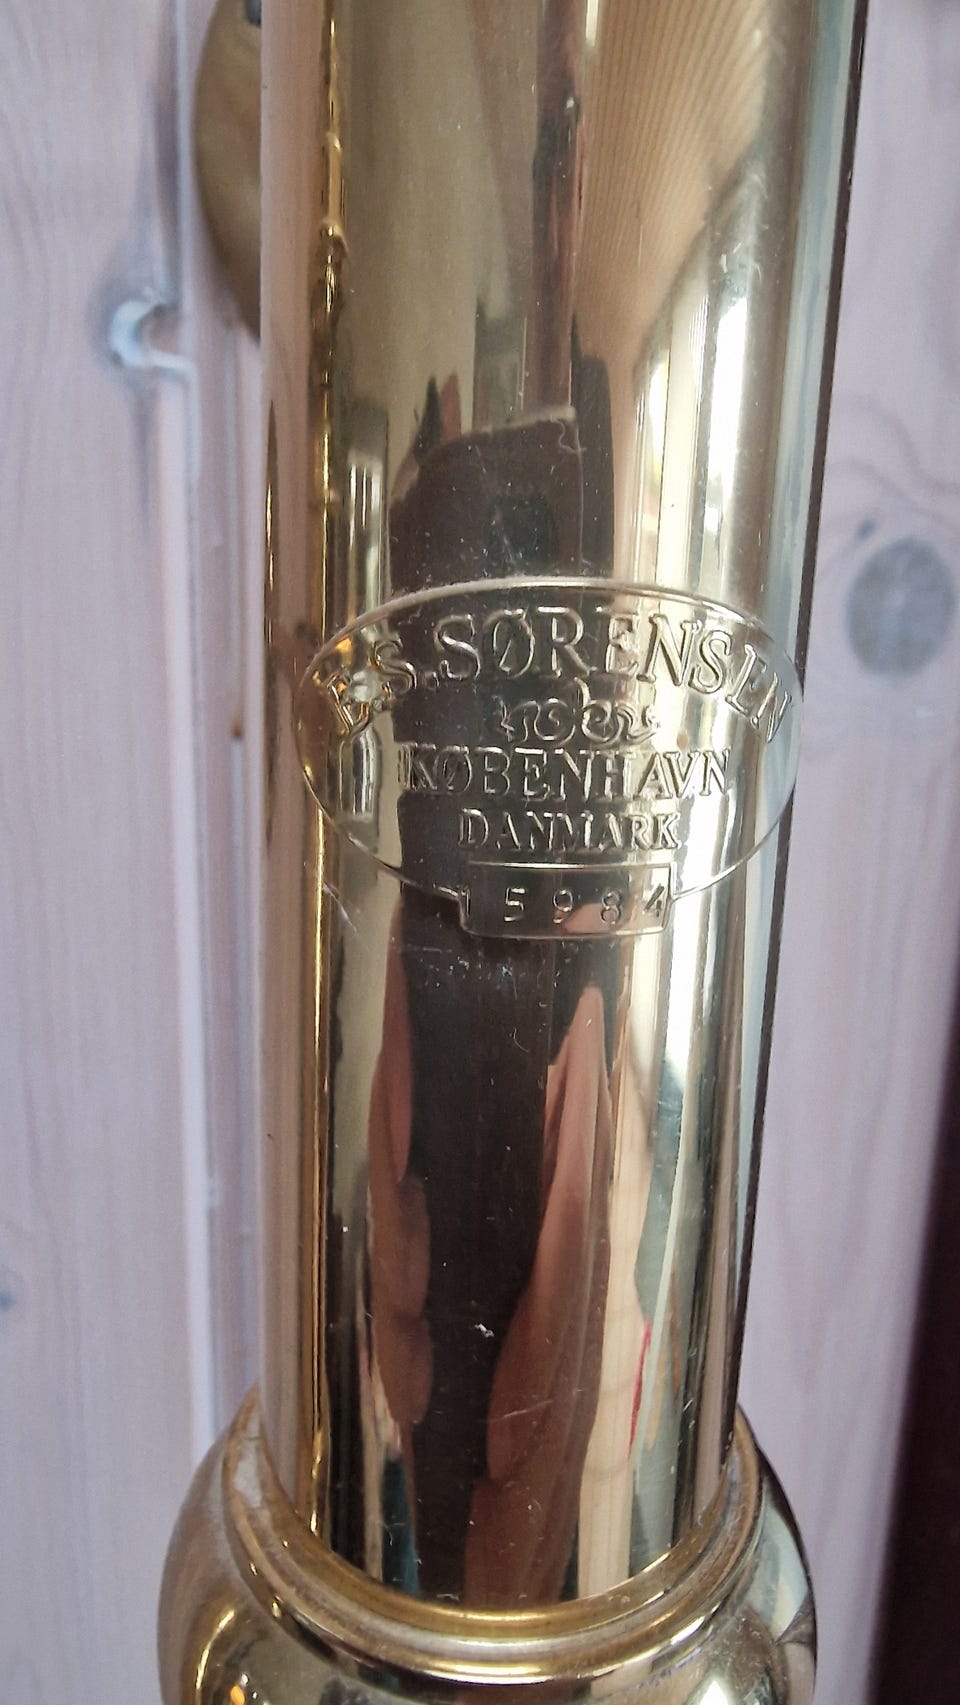 E.S.SØRENSEN
KØBENHAVN
DANMARK
15984